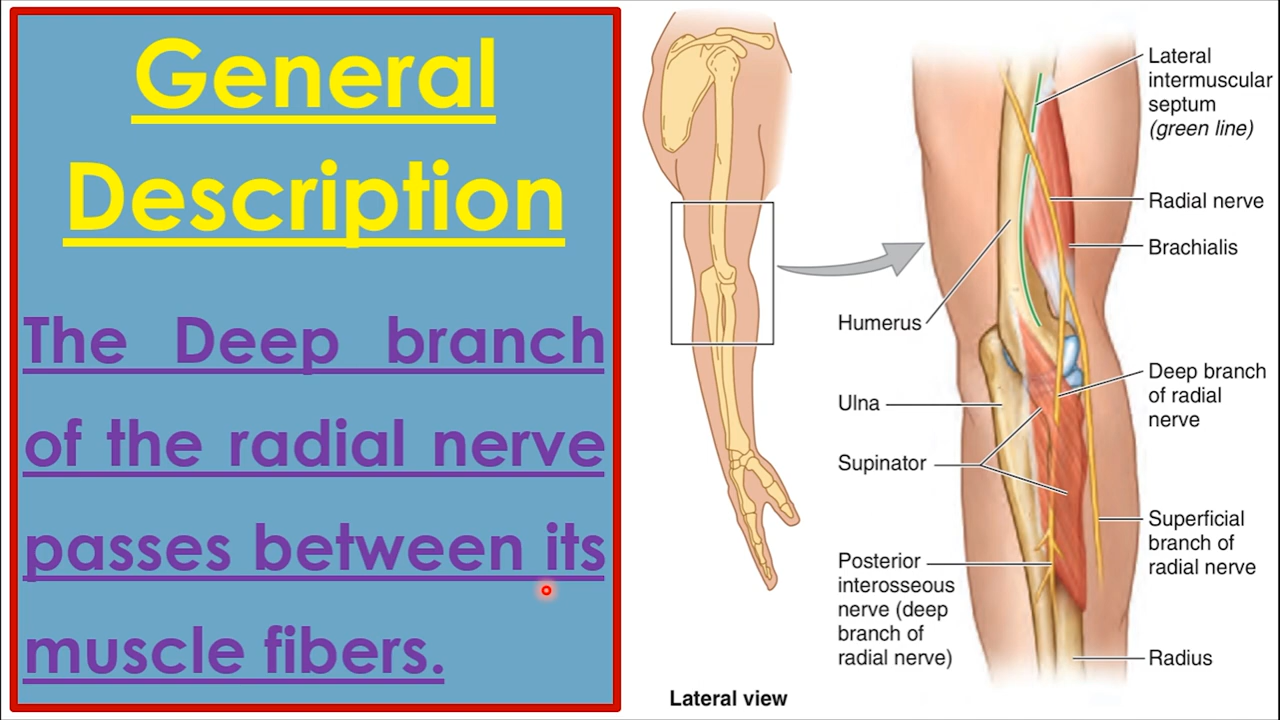 General
Description
The Deep branch
of the radial nerve
passes between its
muscle fibers.
Lateral
intermuscular
septum
(green line)
Radial nerve
Brachialis
Humerus
Deep branch
of radial
nerve
Ulna
Supinator
Superficial
branch of
radial nerve
Posterior
interosseous
nerve (deep
branch of
radial nerve)
Radius
Lateral view